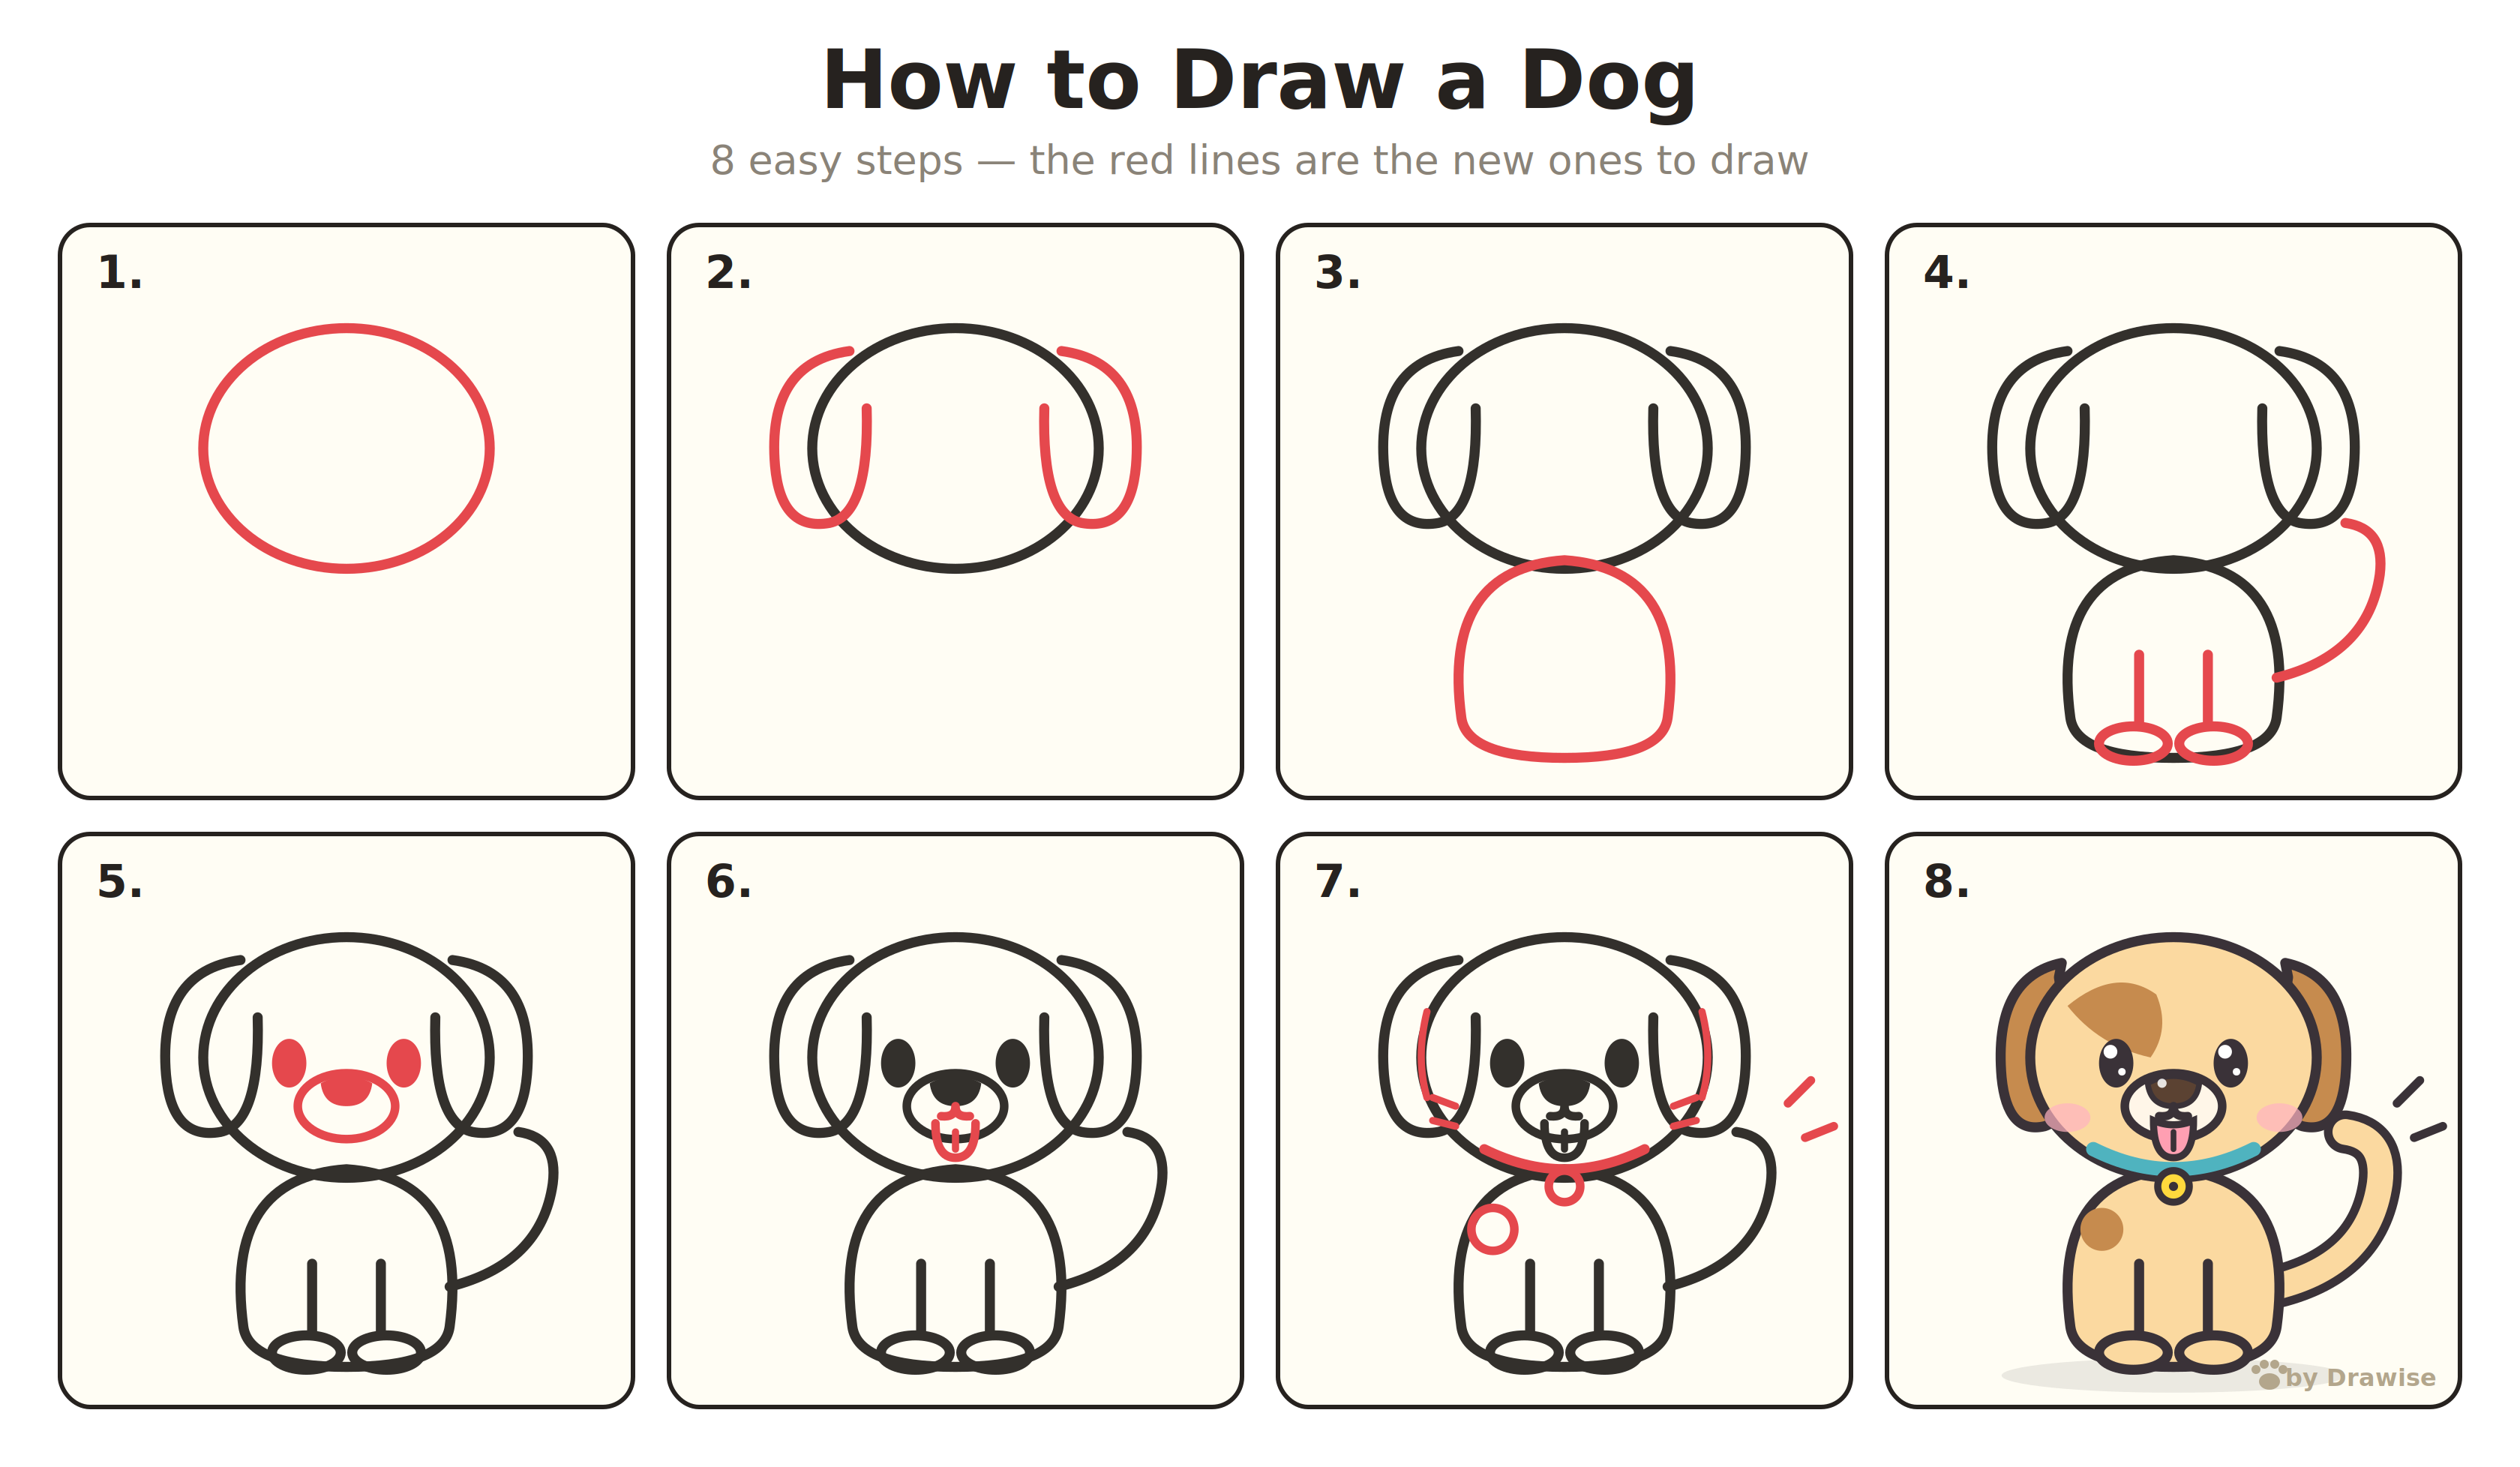 How to Draw a Dog
8 easy steps — the red lines are the new ones to draw
1.
2.
3.
4.
5.
6.
7.
8.
by Drawise